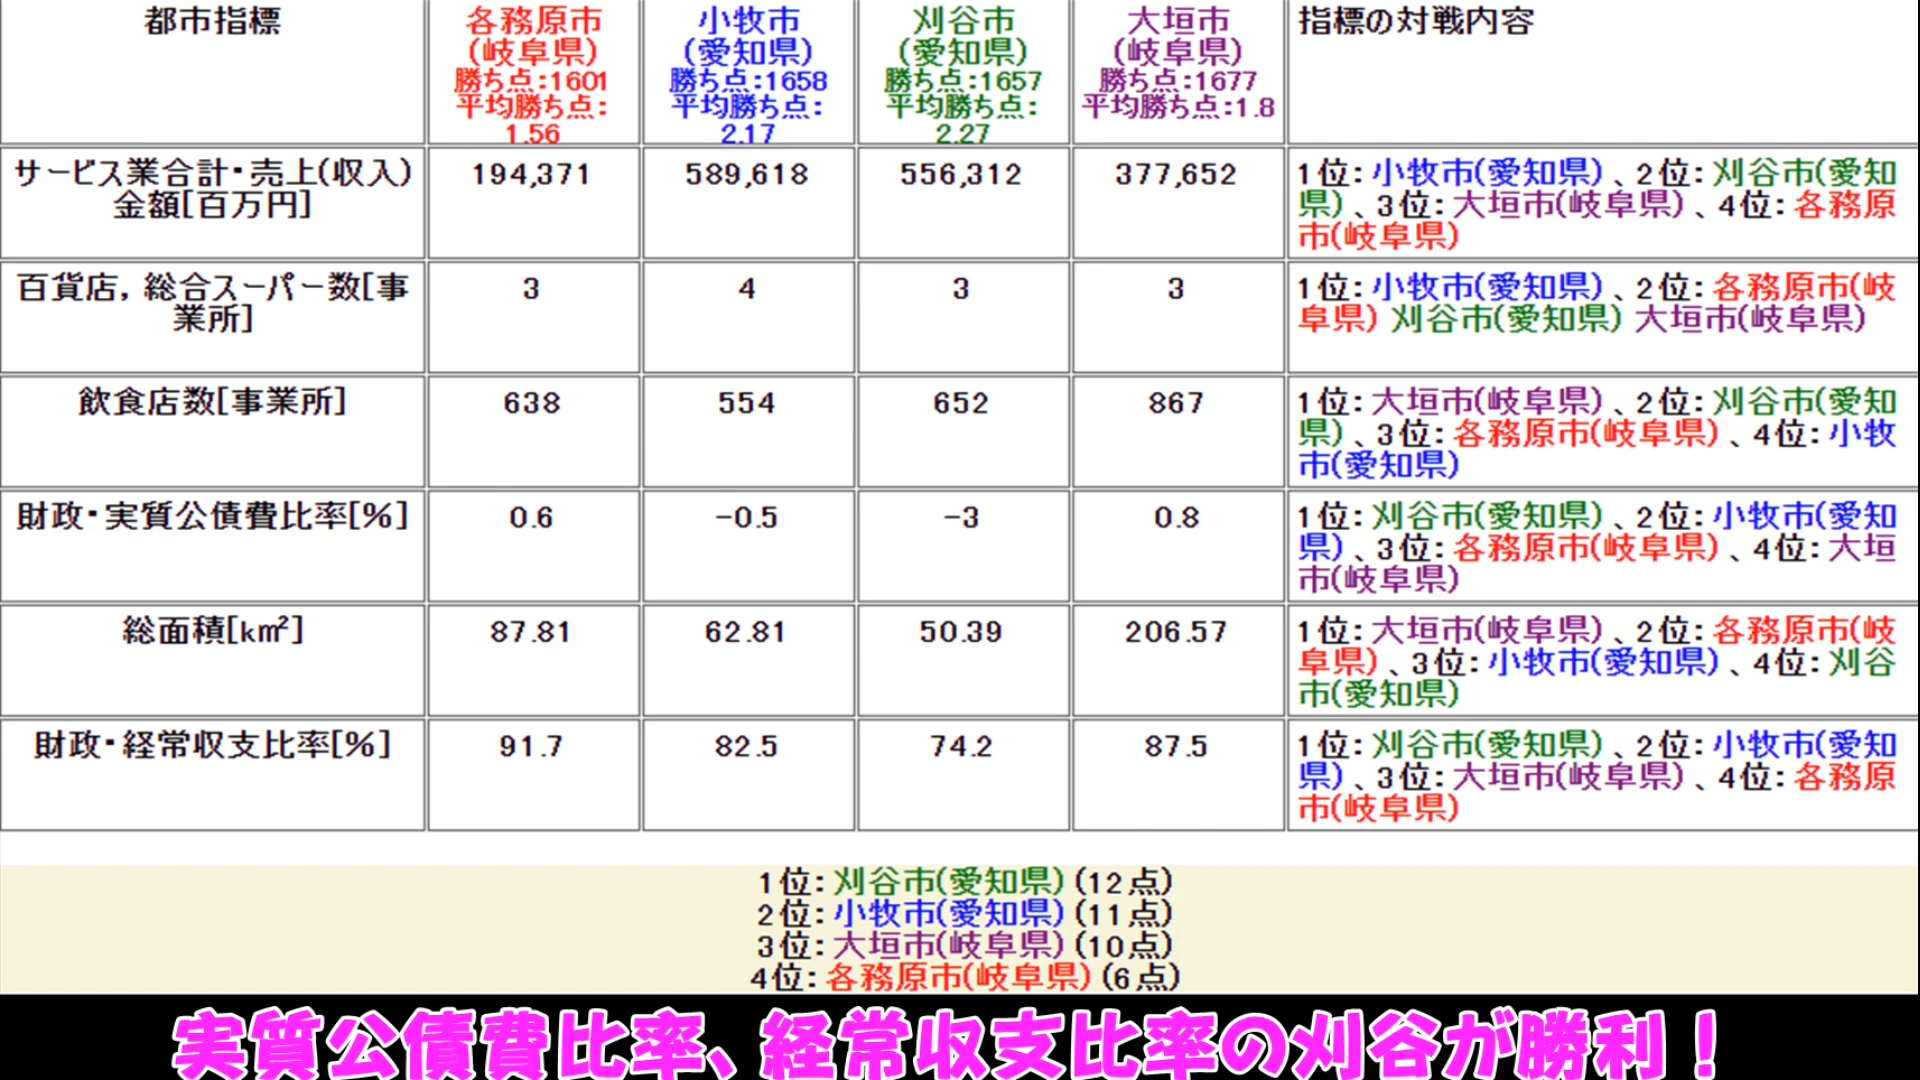 都市指標
各務原市
(岐阜県)
勝ち点:1601
平均勝ち点:
1.56
小牧市
(愛知県)
勝ち点:1658
平均勝ち点:
2.17
刈谷市
(愛知県)
勝ち点:1657
平均勝ち点:
2.27
大垣市
(岐阜県)
勝ち点:1677
平均勝ち点:1.8
指標の対戦内容
サービス業合計・売上(収入)
金額[百万円]
194,371
589,618
556,312
377,652
1位:小牧市(愛知県)、2位:刈谷市(愛知
県)、3位:大垣市(岐阜県)、4位:各務原
市(岐阜県)
百貨店，総合スーパー数[事
業所]
3
4
3
3
1位:小牧市(愛知県)、2位:各務原市(岐
阜県) 刈谷市(愛知県) 大垣市(岐阜県)
飲食店数[事業所]
638
554
652
867
1位:大垣市(岐阜県)、2位:刈谷市(愛知
県)、3位:各務原市(岐阜県)、4位:小牧
市(愛知県)
財政・実質公債費比率[%]
0.6
-0.5
-3
0.8
1位:刈谷市(愛知県)、2位:小牧市(愛知
県)、3位:各務原市(岐阜県)、4位:大垣
市(岐阜県)
総面積[k㎡]
87.81
62.81
50.39
206.57
1位:大垣市(岐阜県)、2位:各務原市(岐
阜県)、3位:小牧市(愛知県)、4位:刈谷
市(愛知県)
財政・経常収支比率[%]
91.7
82.5
74.2
87.5
1位:刈谷市(愛知県)、2位:小牧市(愛知
県)、3位:大垣市(岐阜県)、4位:各務原
市(岐阜県)
1位:刈谷市(愛知県)(12点)
2位:小牧市(愛知県)(11点)
3位:大垣市(岐阜県)(10点)
4位:各務原市(岐阜県)(6点)
実質公債費比率、経常収支比率の刈谷が勝利！